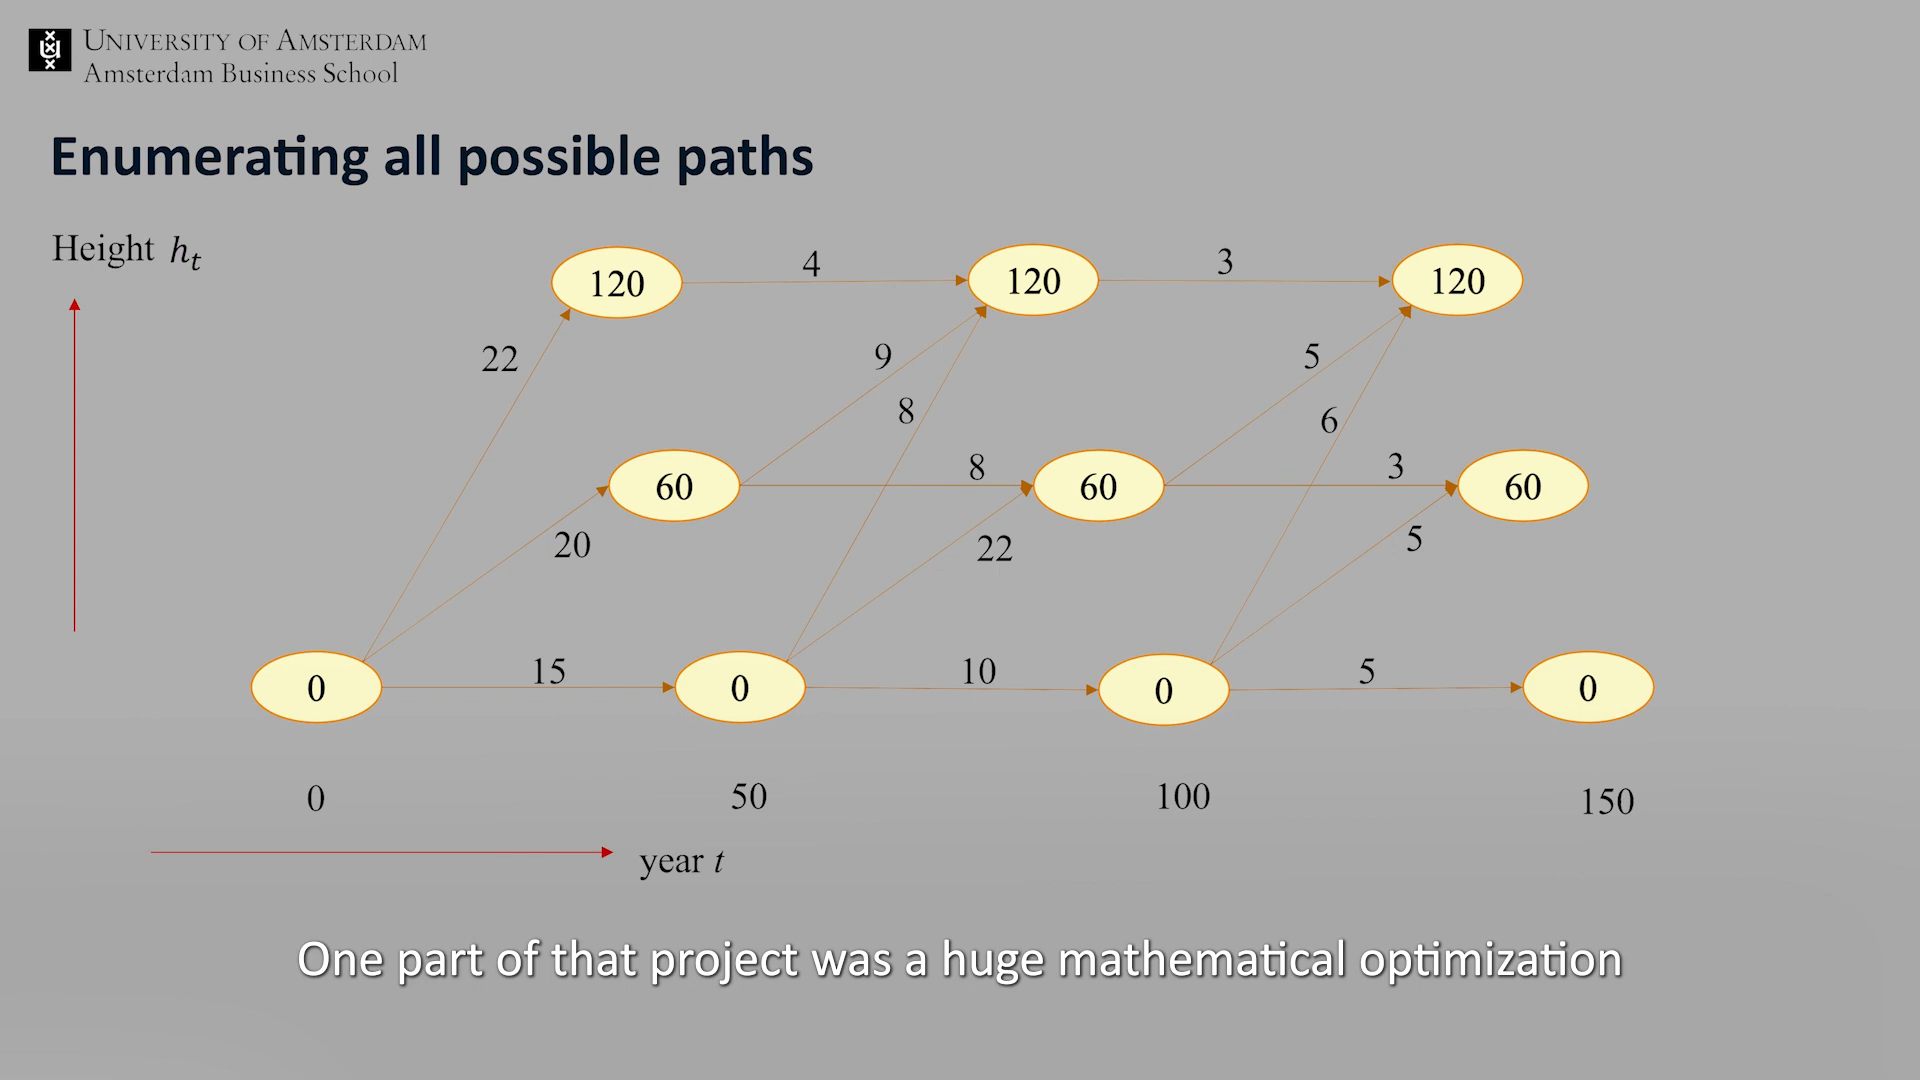 UNIVERSITY OF AMSTERDAM
Amsterdam Business School
Enumerating all possible paths
Height hₜ
120 4 120 3 120
22 9 5
8 6
60 8 60 3 60
20 22 5
0 15 0 10 0 5 0
0 50 100 150
year t
One part of that project was a huge mathematical optimization